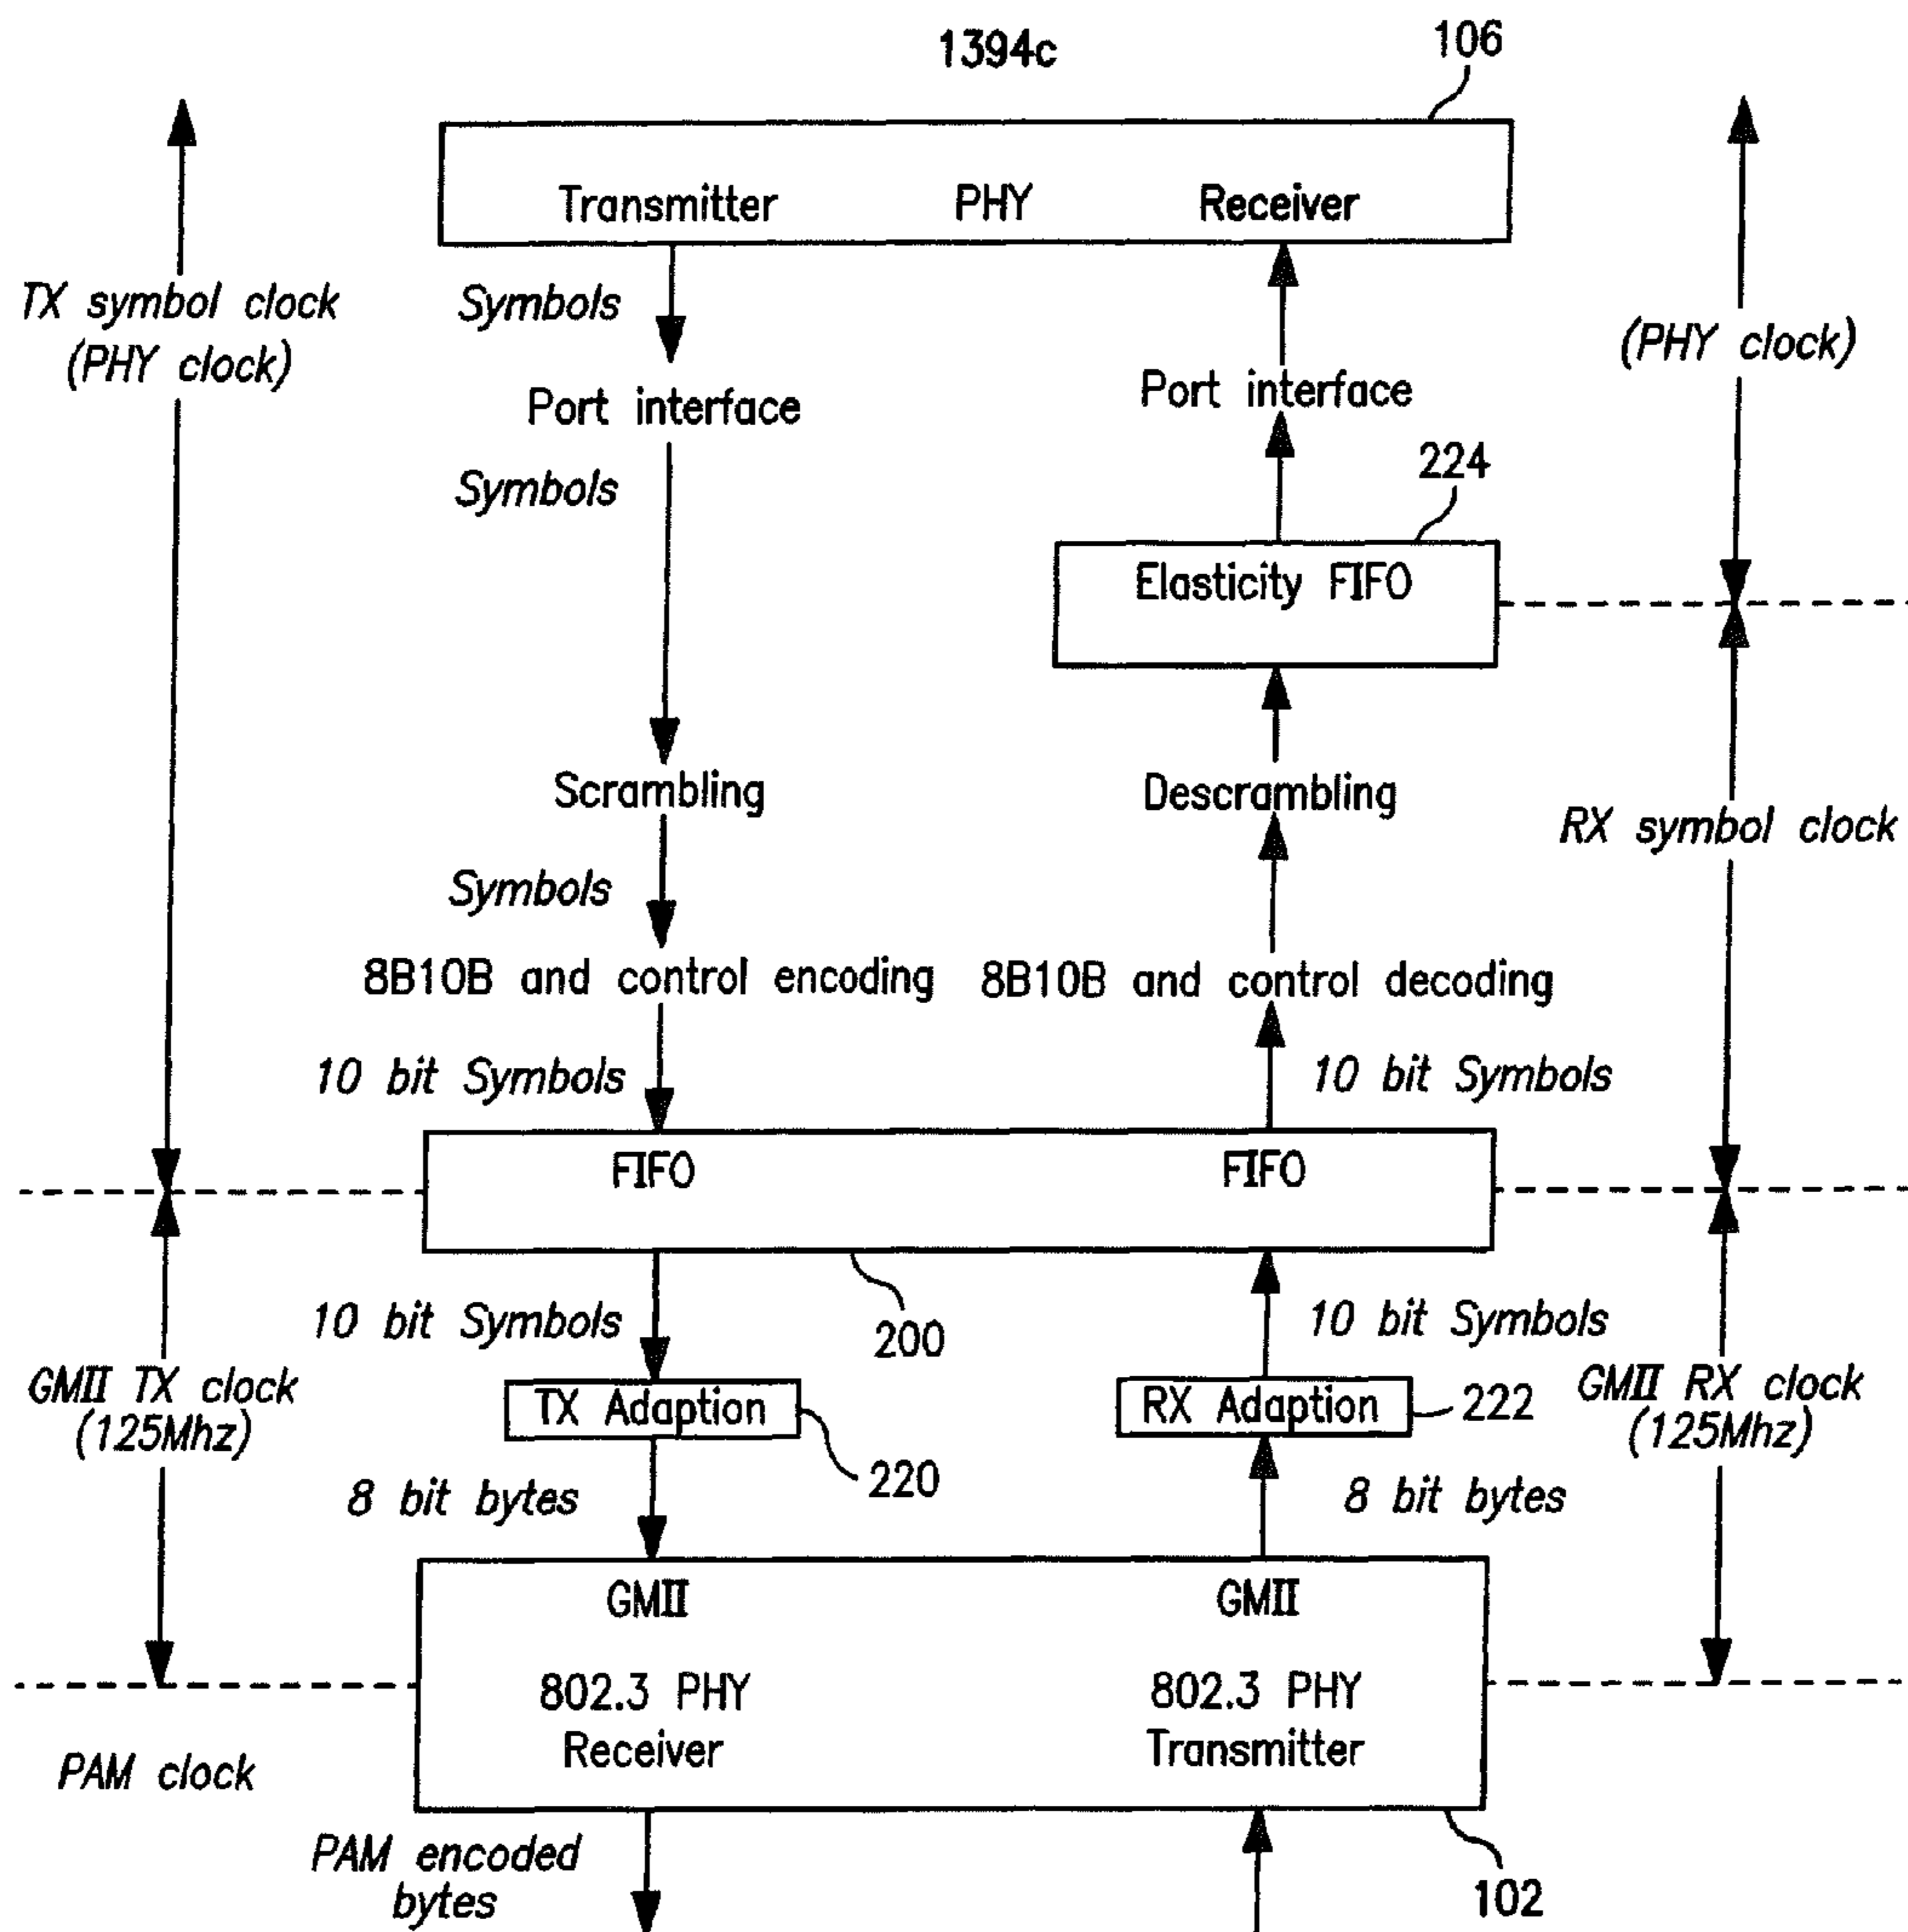 1394c
106
Transmitter PHY Receiver
TX symbol clock
(PHY clock)
Symbols
(PHY clock)
Port interface
Port interface
Symbols
224
Elasticity FIFO
Scrambling
Descrambling
RX symbol clock
Symbols
8B10B and control encoding
8B10B and control decoding
10 bit Symbols
10 bit Symbols
FIFO
FIFO
10 bit Symbols
200
10 bit Symbols
GMII TX clock
(125Mhz)
TX Adaption
220
RX Adaption
222
GMII RX clock
(125Mhz)
8 bit bytes
8 bit bytes
GMII
GMII
802.3 PHY
Receiver
802.3 PHY
Transmitter
PAM clock
PAM encoded
bytes
102